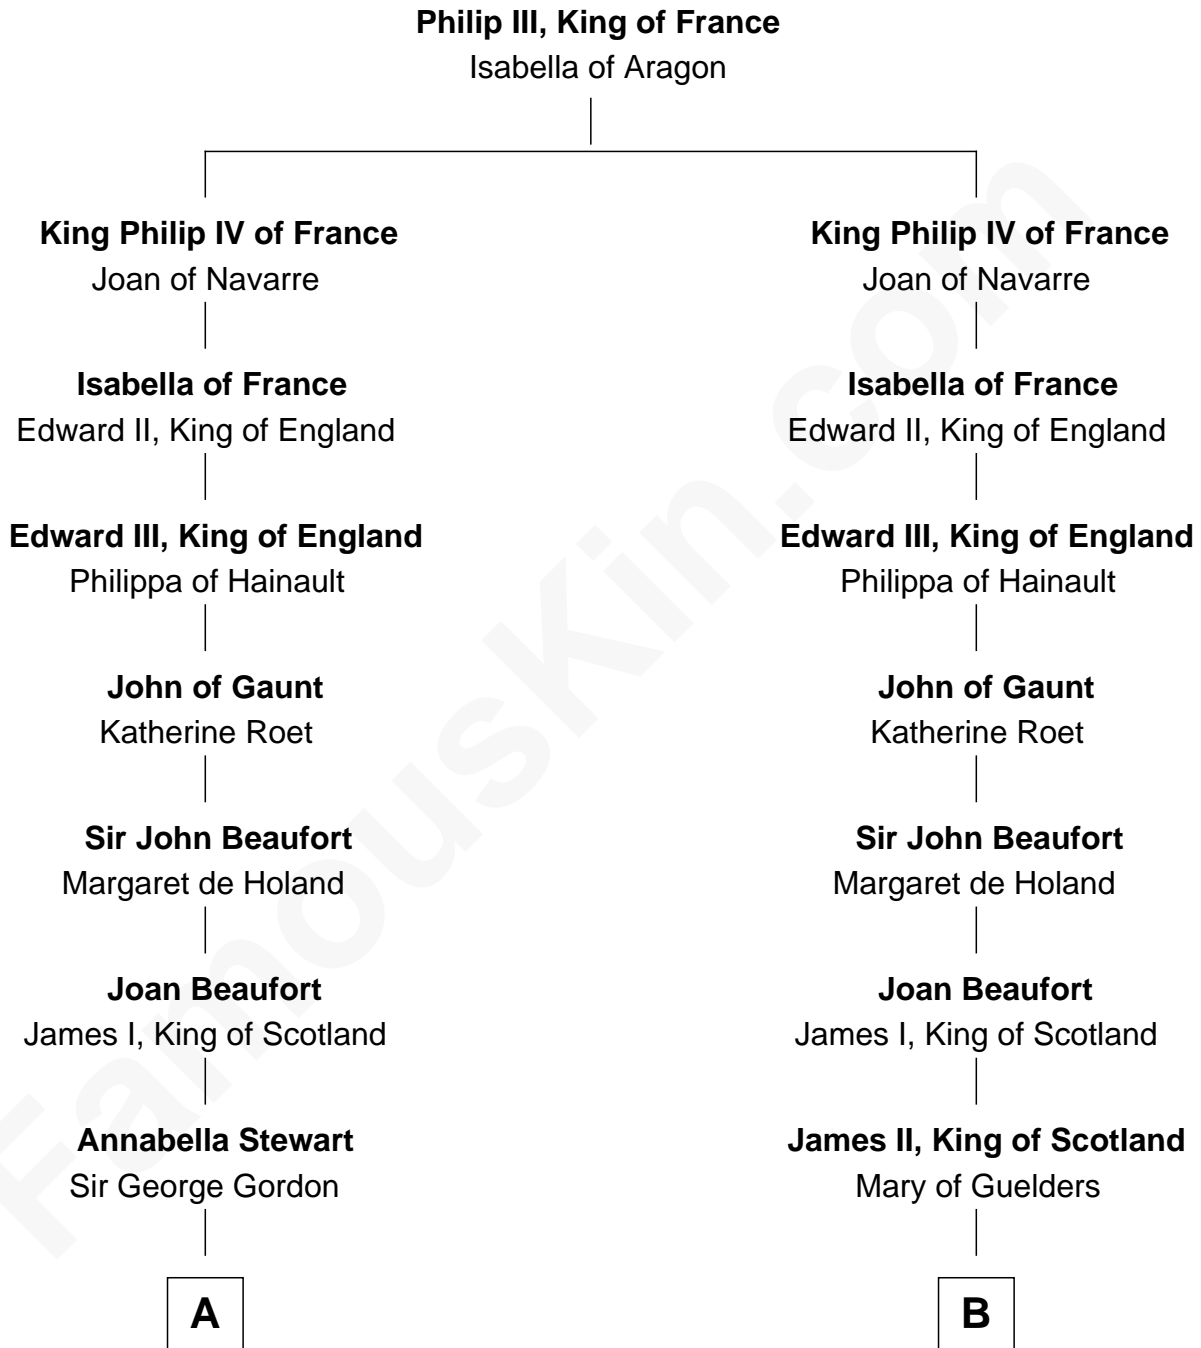 Philip III, King of France
Isabella of Aragon
King Philip IV of France
Joan of Navarre
Isabella of France
Edward II, King of England
Edward III, King of England
Philippa of Hainault
John of Gaunt
Katherine Roet
Sir John Beaufort
Margaret de Holand
Joan Beaufort
James I, King of Scotland
Annabella Stewart
Sir George Gordon
A
King Philip IV of France
Joan of Navarre
Isabella of France
Edward II, King of England
Edward III, King of England
Philippa of Hainault
John of Gaunt
Katherine Roet
Sir John Beaufort
Margaret de Holand
Joan Beaufort
James I, King of Scotland
James II, King of Scotland
Mary of Guelders
B
FamousKin.com